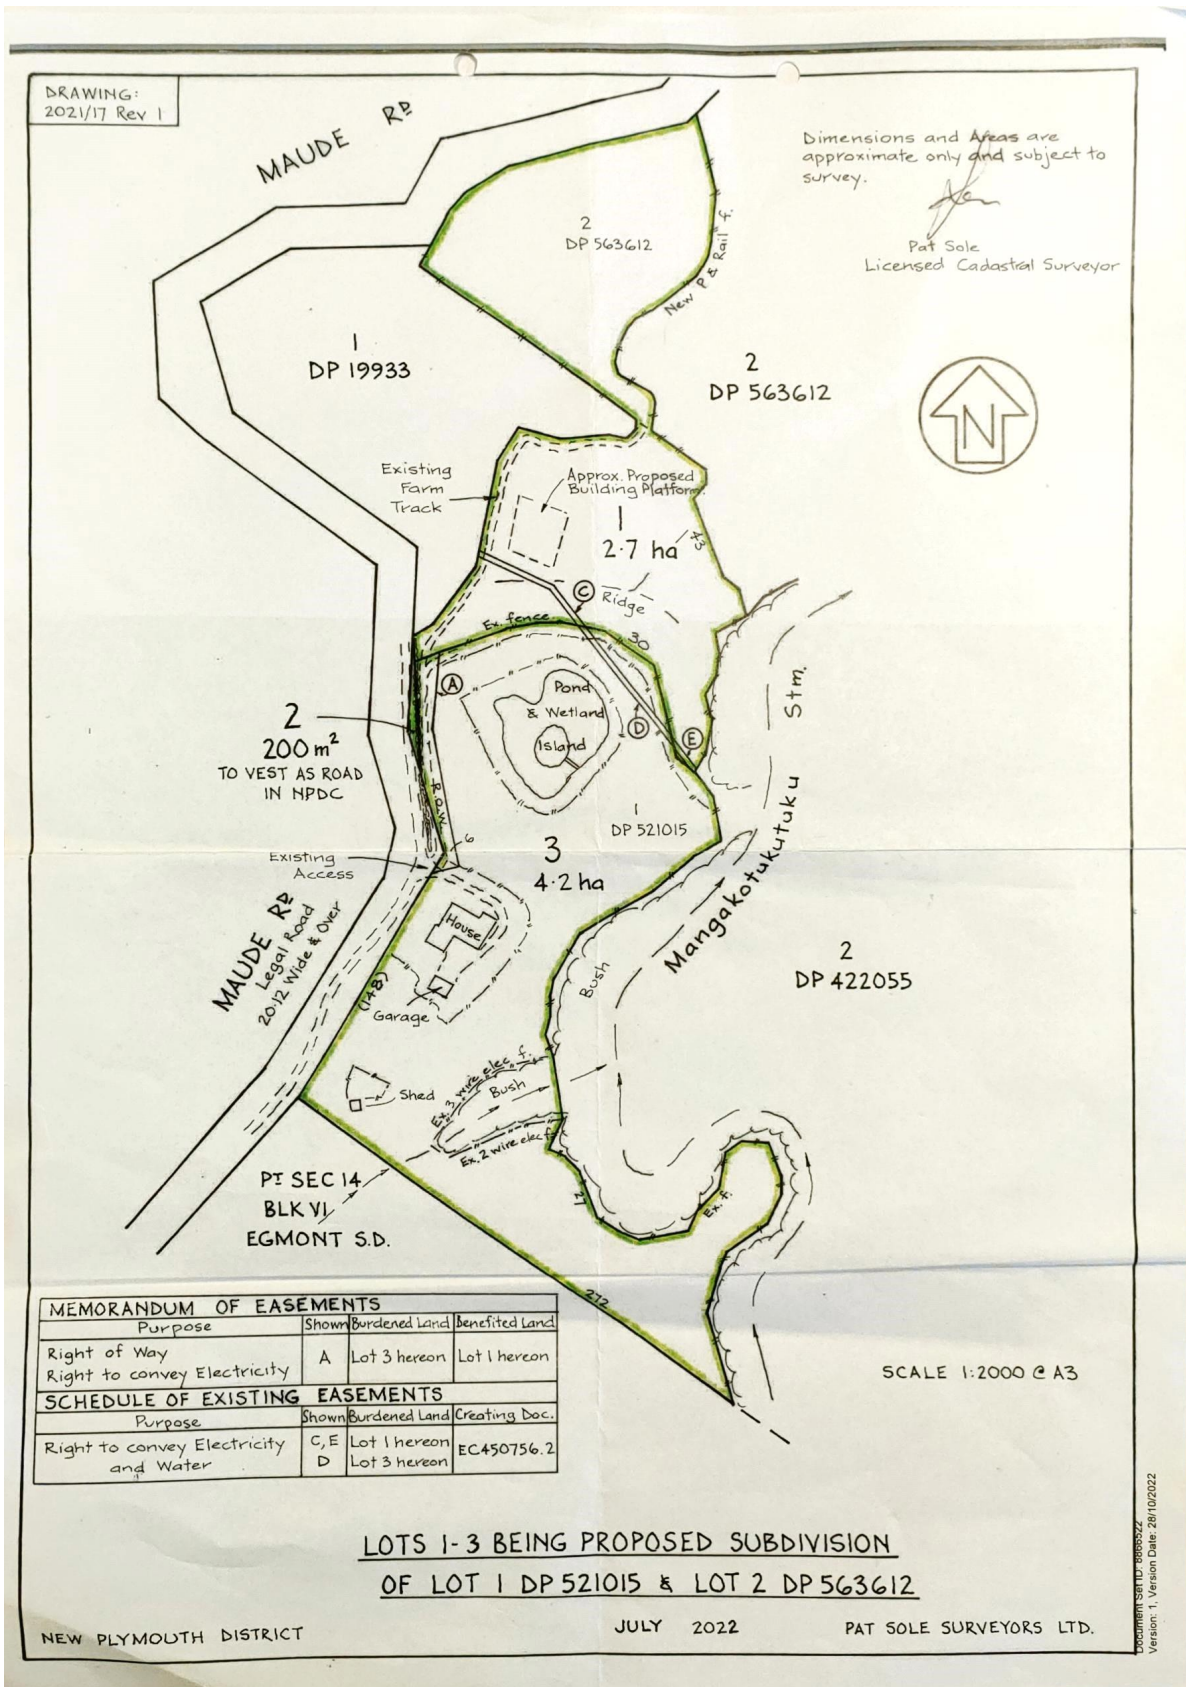 DRAWING:
2021/17 Rev 1
MAUDE RD
Dimensions and Areas are
approximate only and subject to
survey.
Pat Sole
Licensed Cadastral Surveyor
2
DP 563612
New P & Rail f.
1
DP 19933
2
DP 563612
N
Existing
Farm
Track
Approx. Proposed
Building Platform
1
2.7 ha
43
C
Ridge
Ex. fence
30
A
Pond
& Wetland
Island
D
E
Stm.
2
200 m²
TO VEST AS ROAD
IN NPDC
R.O.W.
6
1
DP 521015
3
4.2 ha
Existing
Access
Mangakotukutuku
MAUDE RD
Legal Road
20.12 Wide & Over
House
(148)
Garage
Bush
2
DP 422055
Shed
Ex. 3 wire elec f.
Bush
Ex. 2 wire elec f.
PT SEC 14
BLK VI
EGMONT S.D.
27
Ex. f.
272
MEMORANDUM OF EASEMENTS
Purpose Shown Burdened Land Benefited Land
Right of Way
Right to convey Electricity A Lot 3 hereon Lot 1 hereon
SCHEDULE OF EXISTING EASEMENTS
Purpose Shown Burdened Land Creating Doc.
Right to convey Electricity C, E Lot 1 hereon EC450756.2
and Water D Lot 3 hereon
SCALE 1:2000 @ A3
LOTS 1-3 BEING PROPOSED SUBDIVISION
OF LOT 1 DP 521015 & LOT 2 DP 563612
NEW PLYMOUTH DISTRICT JULY 2022 PAT SOLE SURVEYORS LTD.
Document Set ID: 8866522
Version: 1, Version Date: 28/10/2022